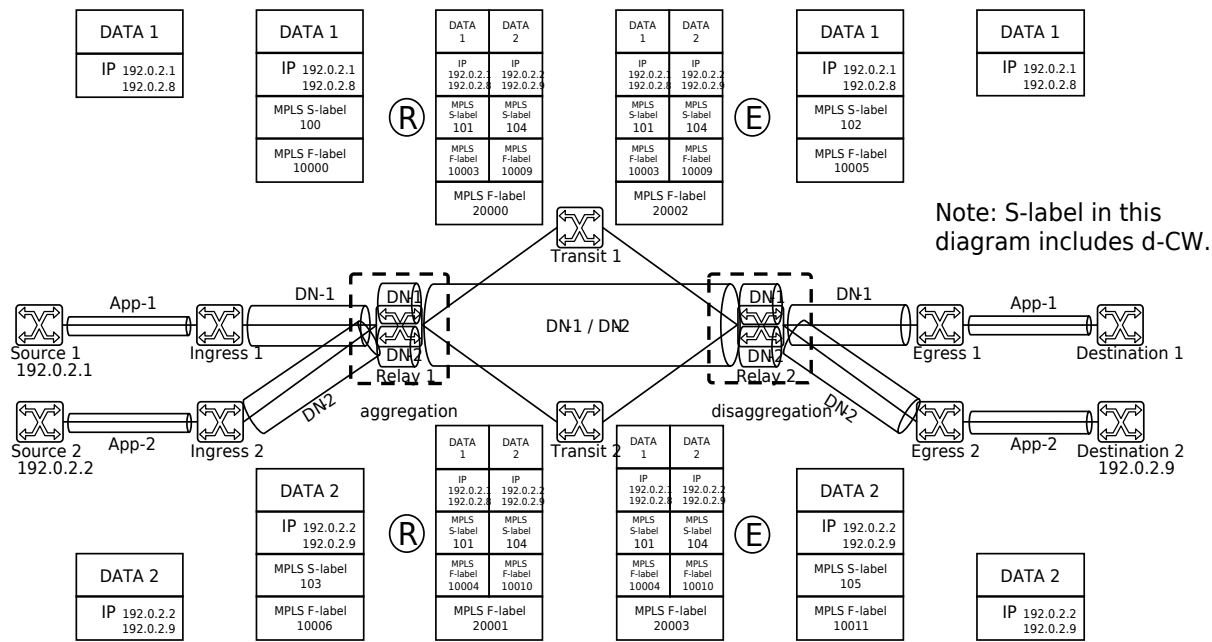 DATA 1
IP 192.0.2.1
192.0.2.8
DATA 1
IP 192.0.2.1
192.0.2.8
MPLS S-label
100
MPLS F-label
10000
R
DATA
1
DATA
2
IP
192.0.2.1
192.0.2.8
IP
192.0.2.2
192.0.2.9
MPLS
S-label
101
MPLS
S-label
104
MPLS
F-label
10003
MPLS
F-label
10009
MPLS F-label
20000
DATA
1
DATA
2
IP
192.0.2.1
192.0.2.8
IP
192.0.2.2
192.0.2.9
MPLS
S-label
101
MPLS
S-label
104
MPLS
F-label
10003
MPLS
F-label
10009
MPLS F-label
20002
E
DATA 1
IP 192.0.2.1
192.0.2.8
MPLS S-label
102
MPLS F-label
10005
DATA 1
IP 192.0.2.1
192.0.2.8
Note: S-label in this
diagram includes d-CW.
Transit 1
Source 1
192.0.2.1
App-1
Ingress 1
DN-1
DN-1
DN-2
Relay 1
DN-1 / DN-2
DN-1
DN-2
Relay 2
DN-1
Egress 1
App-1
Destination 1
Source 2
192.0.2.2
App-2
Ingress 2
DN-2
aggregation
Transit 2
disaggregation
DN-2
Egress 2
App-2
Destination 2
192.0.2.9
DATA 2
IP 192.0.2.2
192.0.2.9
DATA 2
IP 192.0.2.2
192.0.2.9
MPLS S-label
103
MPLS F-label
10006
R
DATA
1
DATA
2
IP
192.0.2.1
192.0.2.8
IP
192.0.2.2
192.0.2.9
MPLS
S-label
101
MPLS
S-label
104
MPLS
F-label
10004
MPLS
F-label
10010
MPLS F-label
20001
DATA
1
DATA
2
IP
192.0.2.1
192.0.2.8
IP
192.0.2.2
192.0.2.9
MPLS
S-label
101
MPLS
S-label
104
MPLS
F-label
10004
MPLS
F-label
10010
MPLS F-label
20003
E
DATA 2
IP 192.0.2.2
192.0.2.9
MPLS S-label
105
MPLS F-label
10011
DATA 2
IP 192.0.2.2
192.0.2.9